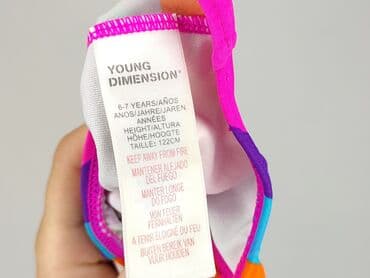 YOUNG
DIMENSION®
6-7 YEARS/AÑOS
ANOS/JAHRE/JAREN
ANNÉES
HEIGHT/ALTURA
HÖHE/HOOGTE
TAILLE: 122CM
KEEP AWAY FROM FIRE
MANTENER ALEJADO
DEL FUEGO
MANTER LONGE
DO FOGO
VON FEUER
FERNHALTEN
À TENIR ÉLOIGNÉ DU FEU
BUITEN BEREIK VAN
VUUR HOUDEN